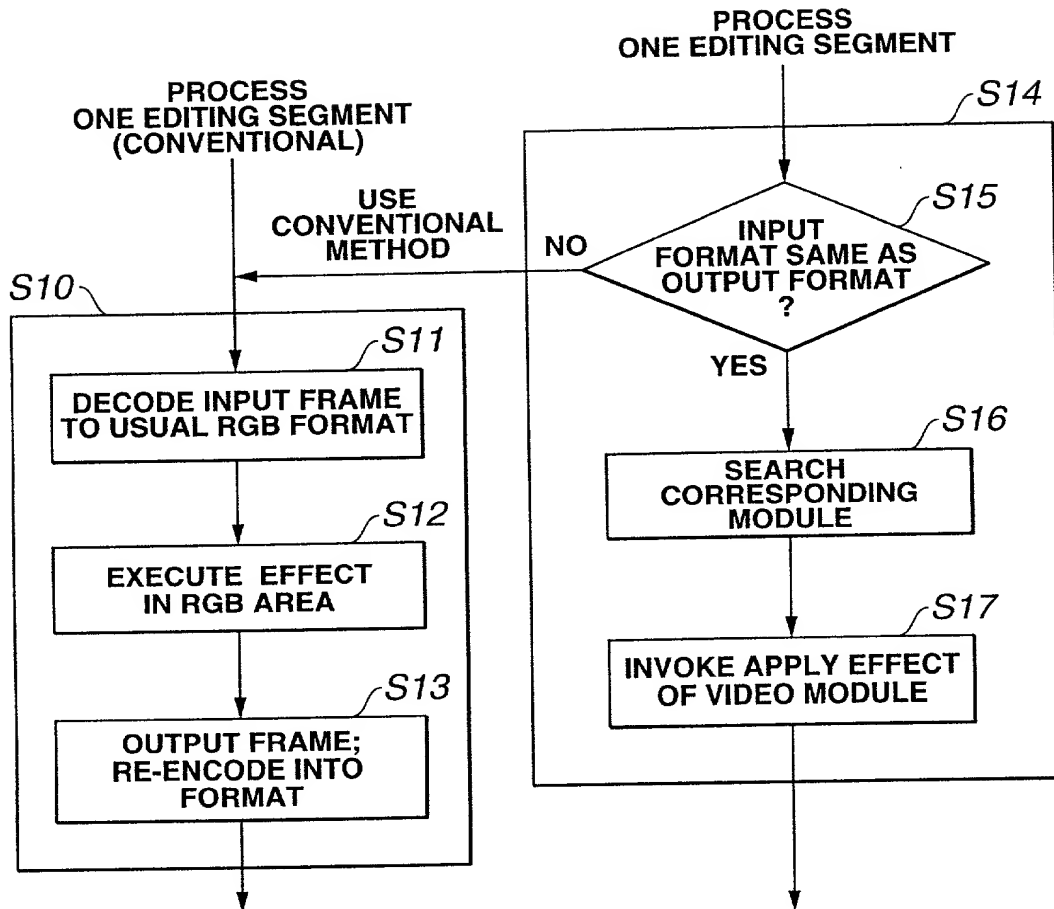 PROCESS
ONE EDITING SEGMENT
(CONVENTIONAL)
S10
S11
DECODE INPUT FRAME
TO USUAL RGB FORMAT
S12
EXECUTE EFFECT
IN RGB AREA
S13
OUTPUT FRAME;
RE-ENCODE INTO
FORMAT
USE
CONVENTIONAL
METHOD
PROCESS
ONE EDITING SEGMENT
S14
S15
INPUT
FORMAT SAME AS
OUTPUT FORMAT
?
NO
YES
S16
SEARCH
CORRESPONDING
MODULE
S17
INVOKE APPLY EFFECT
OF VIDEO MODULE